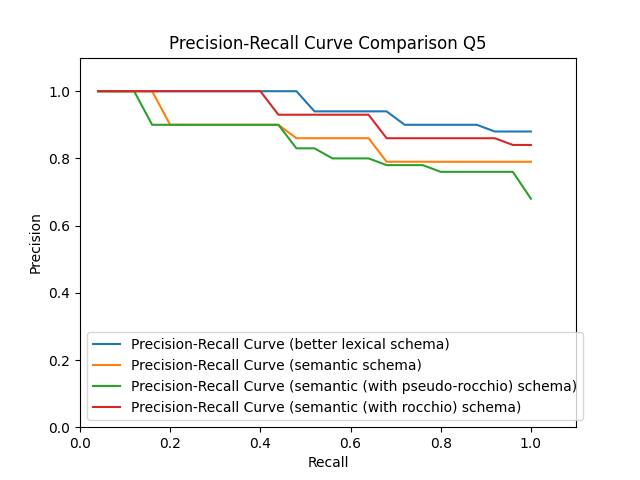 Precision-Recall Curve Comparison Q5
1.0
0.8
0.6
0.4
0.2
0.0
Precision
Precision-Recall Curve (better lexical schema)
Precision-Recall Curve (semantic schema)
Precision-Recall Curve (semantic (with pseudo-rocchio) schema)
Precision-Recall Curve (semantic (with rocchio) schema)
0.0 0.2 0.4 0.6 0.8 1.0
Recall